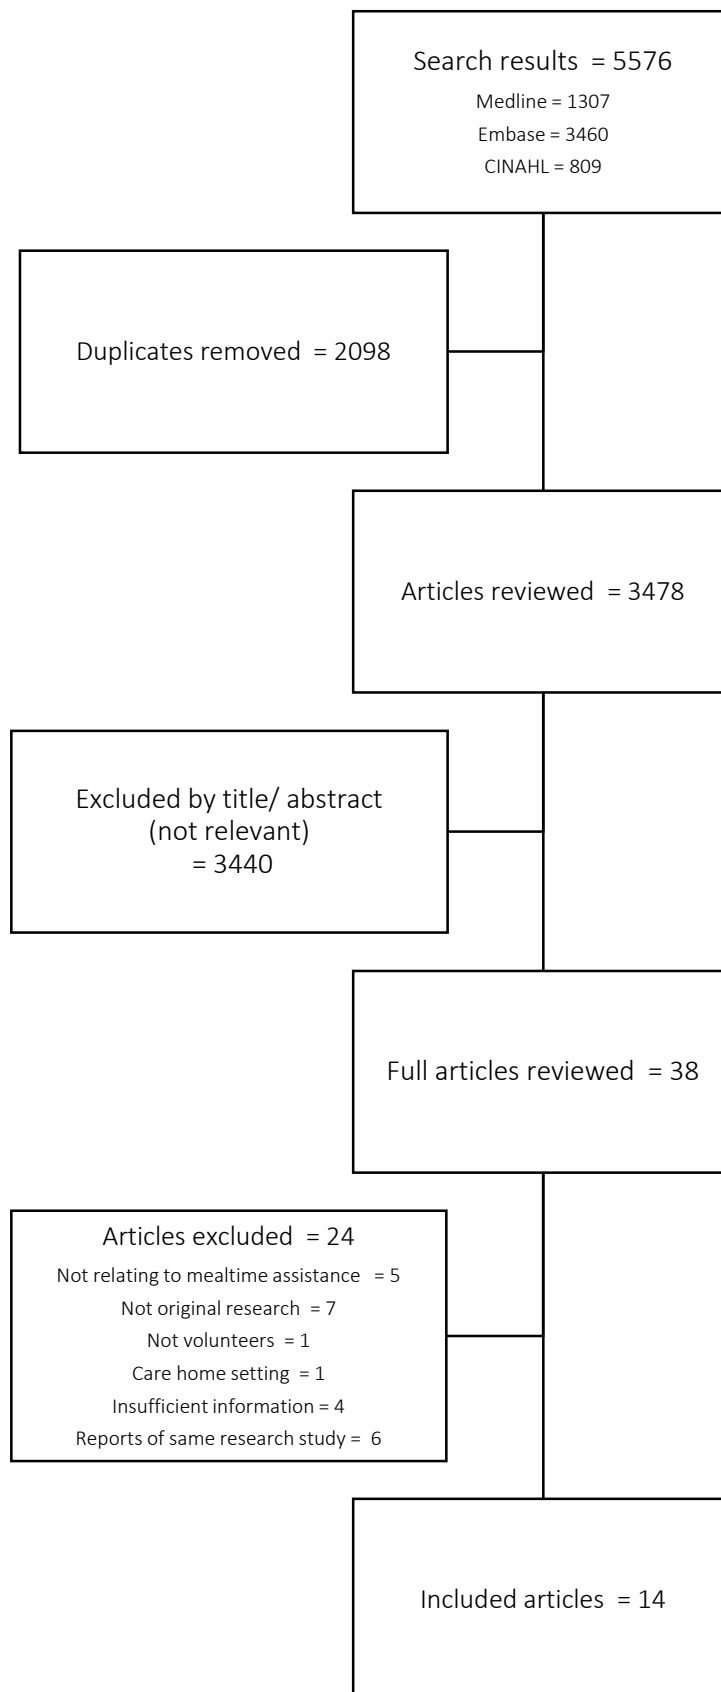 Search results = 5576
Medline = 1307
Embase = 3460
CINAHL = 809
Duplicates removed = 2098
Articles reviewed = 3478
Excluded by title/ abstract
(not relevant)
= 3440
Full articles reviewed = 38
Articles excluded = 24
Not relating to mealtime assistance = 5
Not original research = 7
Not volunteers = 1
Care home setting = 1
Insufficient information = 4
Reports of same research study = 6
Included articles = 14